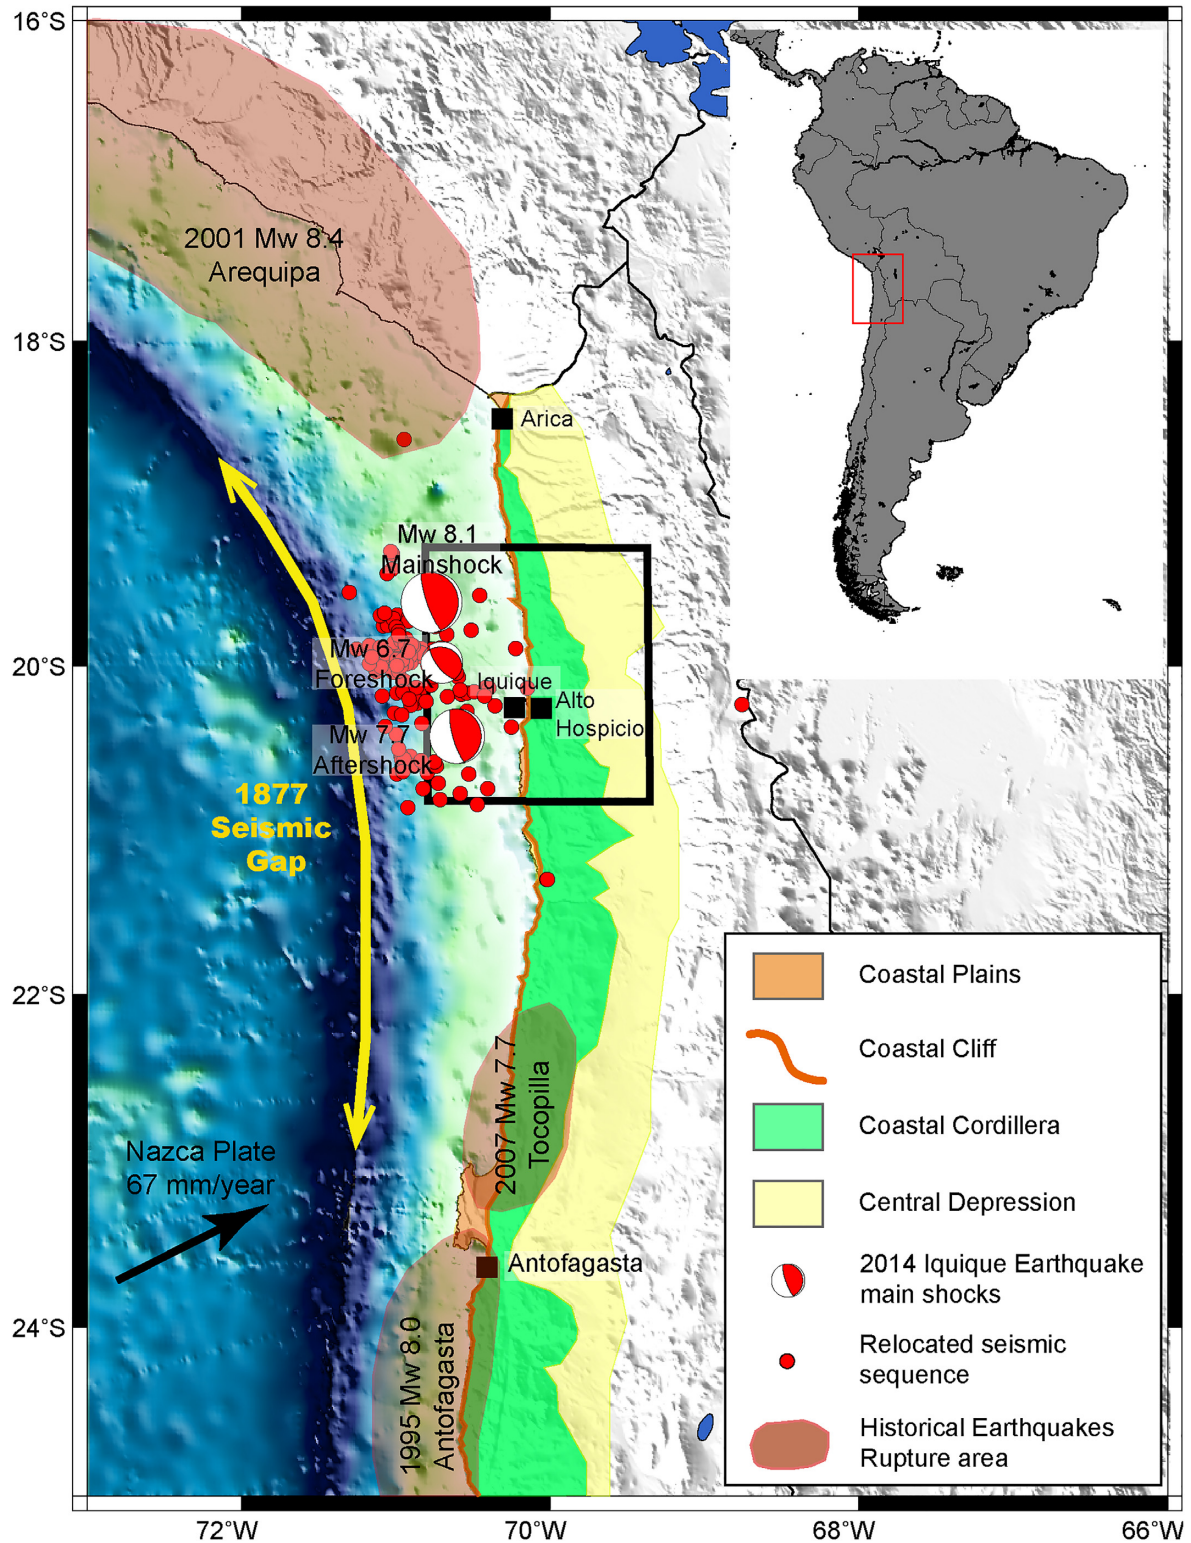 16°S
18°S
20°S
22°S
24°S
72°W
70°W
68°W
66°W
2001 Mw 8.4
Arequipa
Arica
Mw 8.1
Mainshock
Mw 6.7
Foreshock
Iquique
Alto
Hospicio
Mw 7.7
Aftershock
1877
Seismic
Gap
2007 Mw 7.7
Tocopilla
Nazca Plate
67 mm/year
Antofagasta
1995 Mw 8.0
Antofagasta
Coastal Plains
Coastal Cliff
Coastal Cordillera
Central Depression
2014 Iquique Earthquake
main shocks
Relocated seismic
sequence
Historical Earthquakes
Rupture area